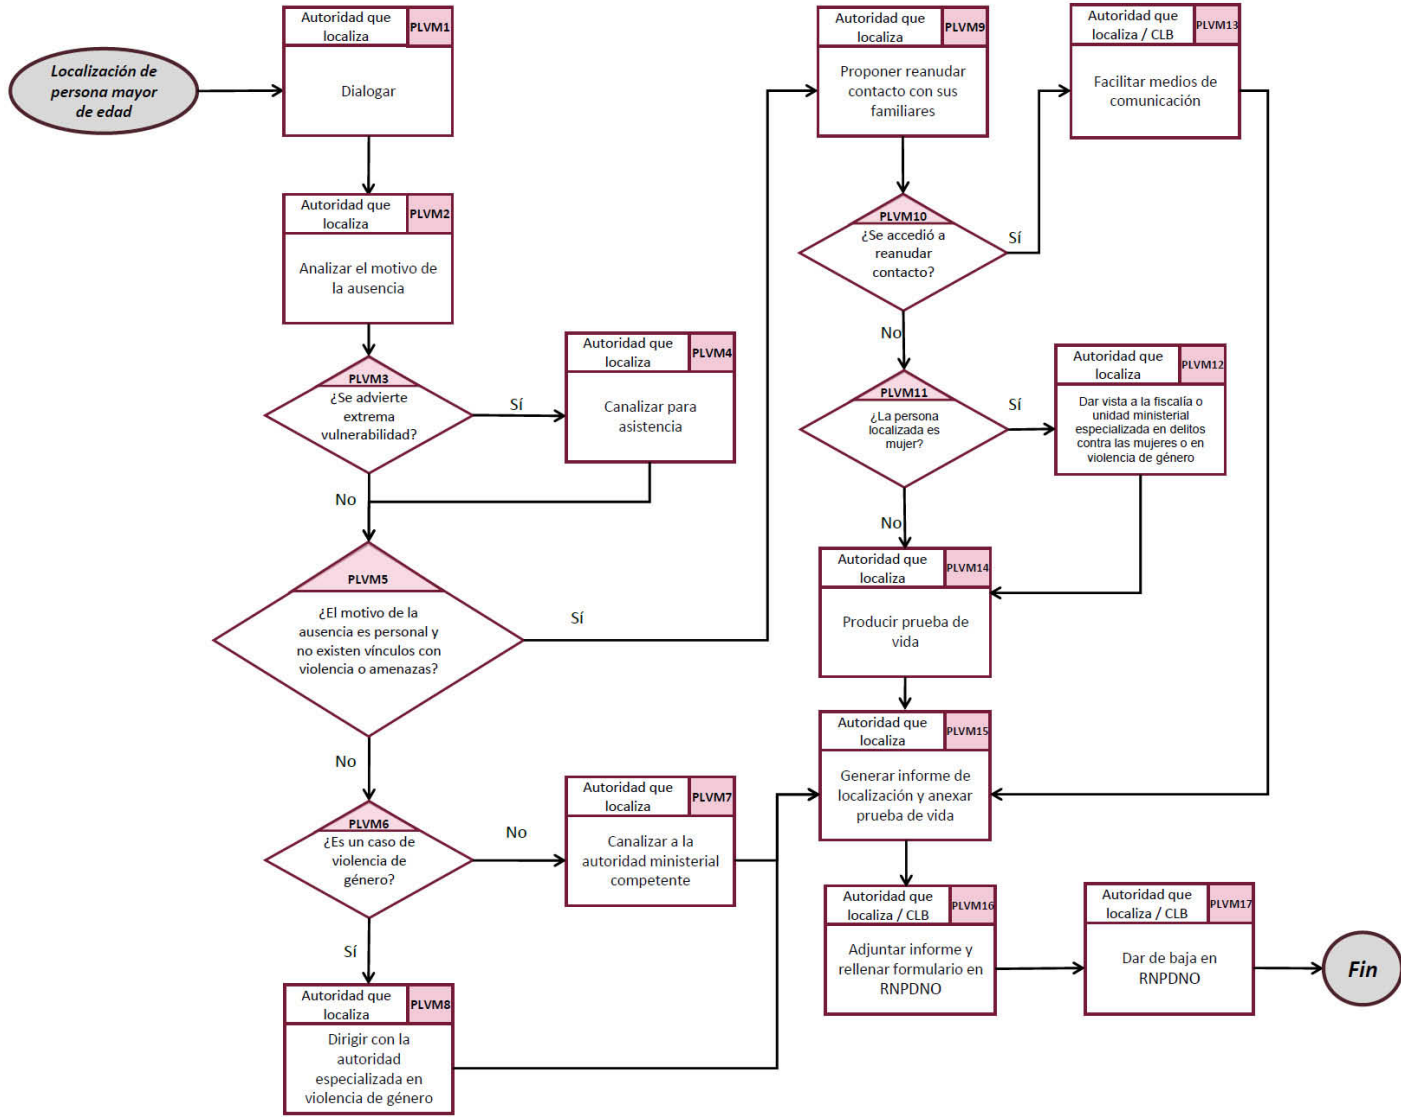 Localización de
persona mayor
de edad
Autoridad que
localiza
PLVM1
Dialogar
Autoridad que
localiza
PLVM2
Analizar el motivo de
la ausencia
PLVM3
¿Se advierte
extrema
vulnerabilidad?
Sí
No
Autoridad que
localiza
PLVM4
Canalizar para
asistencia
PLVM5
¿El motivo de la
ausencia es personal y
no existen vínculos con
violencia o amenazas?
Sí
No
PLVM6
¿Es un caso de
violencia de
género?
No
Sí
Autoridad que
localiza
PLVM7
Canalizar a la
autoridad ministerial
competente
Autoridad que
localiza
PLVM8
Dirigir con la
autoridad
especializada en
violencia de género
Autoridad que
localiza
PLVM9
Proponer reanudar
contacto con sus
familiares
PLVM10
¿Se accedió a
reanudar
contacto?
Sí
No
PLVM11
¿La persona
localizada es
mujer?
Sí
No
Autoridad que
localiza
PLVM12
Dar vista a la fiscalía o
unidad ministerial
especializada en delitos
contra las mujeres o en
violencia de género
Autoridad que
localiza / CLB
PLVM13
Facilitar medios de
comunicación
Autoridad que
localiza
PLVM14
Producir prueba de
vida
Autoridad que
localiza
PLVM15
Generar informe de
localización y anexar
prueba de vida
Autoridad que
localiza / CLB
PLVM16
Adjuntar informe y
rellenar formulario en
RNPDNO
Autoridad que
localiza / CLB
PLVM17
Dar de baja en
RNPDNO
Fin